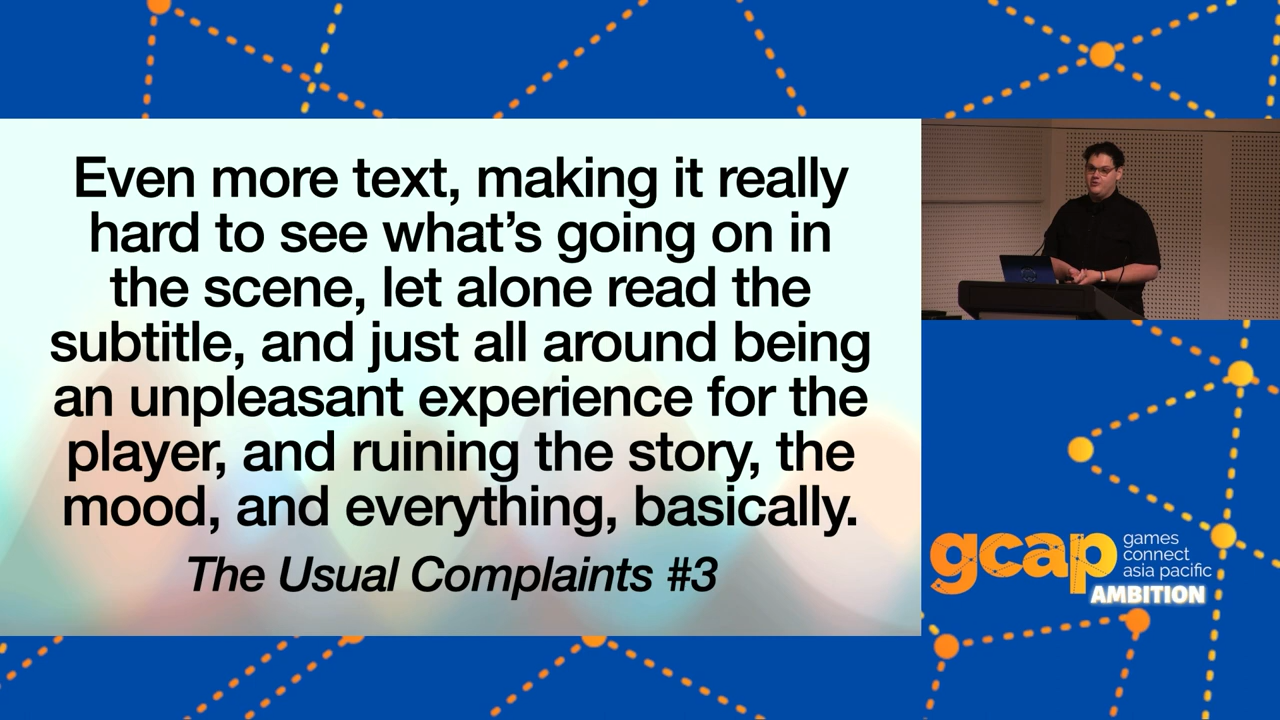 Even more text, making it really
hard to see what’s going on in
the scene, let alone read the
subtitle, and just all around being
an unpleasant experience for the
player, and ruining the story, the
mood, and everything, basically.
The Usual Complaints #3
gcap
games
connect
asia pacific
AMBITION